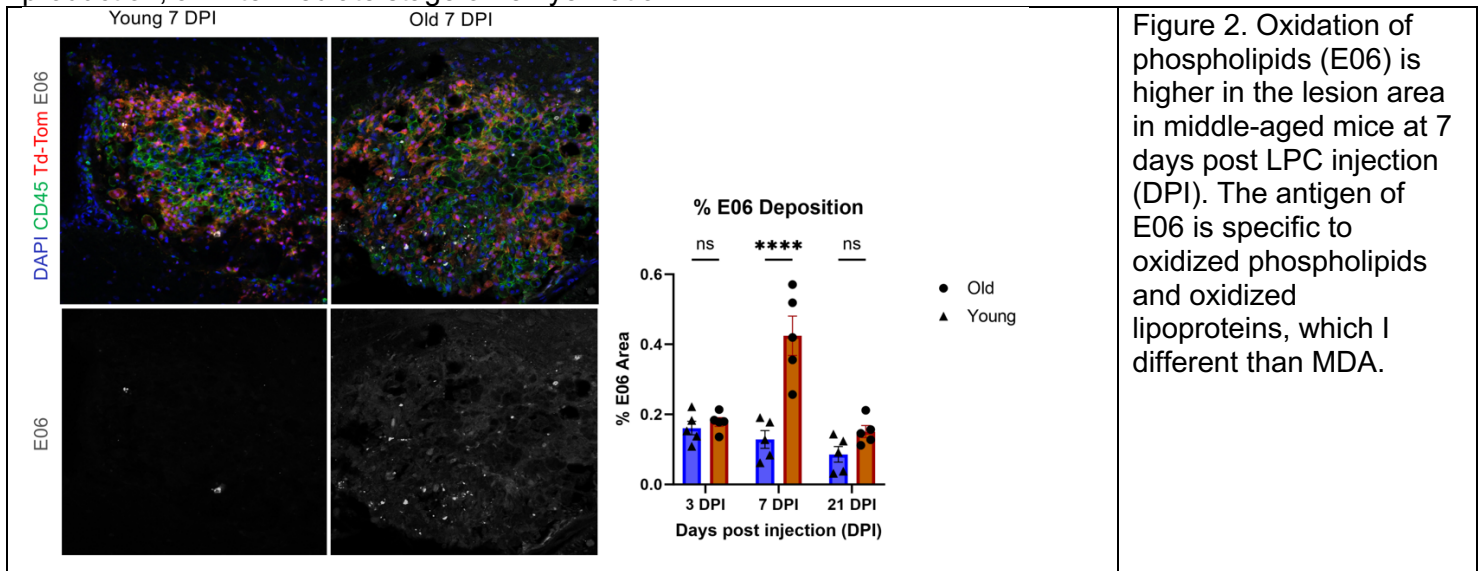 Young 7 DPI
Old 7 DPI
DAPI CD45 Td-Tom E06
E06
% E06 Deposition
ns
****
ns
% E06 Area
0.6
0.4
0.2
0.0
3 DPI
7 DPI
21 DPI
Days post injection (DPI)
Old
Young
Figure 2. Oxidation of
phospholipids (E06) is
higher in the lesion area
in middle-aged mice at 7
days post LPC injection
(DPI). The antigen of
E06 is specific to
oxidized phospholipids
and oxidized
lipoproteins, which I
different than MDA.